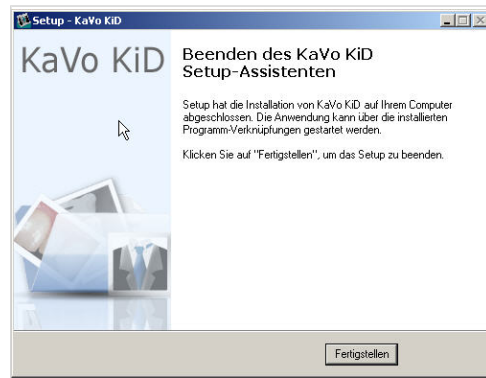 Setup - KaVo KiD
KaVo KiD
Beenden des KaVo KiD
Setup-Assistenten
Setup hat die Installation von KaVo KiD auf Ihrem Computer
abgeschlossen. Die Anwendung kann über die installierten
Programm-Verknüpfungen gestartet werden.
Klicken Sie auf "Fertigstellen", um das Setup zu beenden.
Fertigstellen